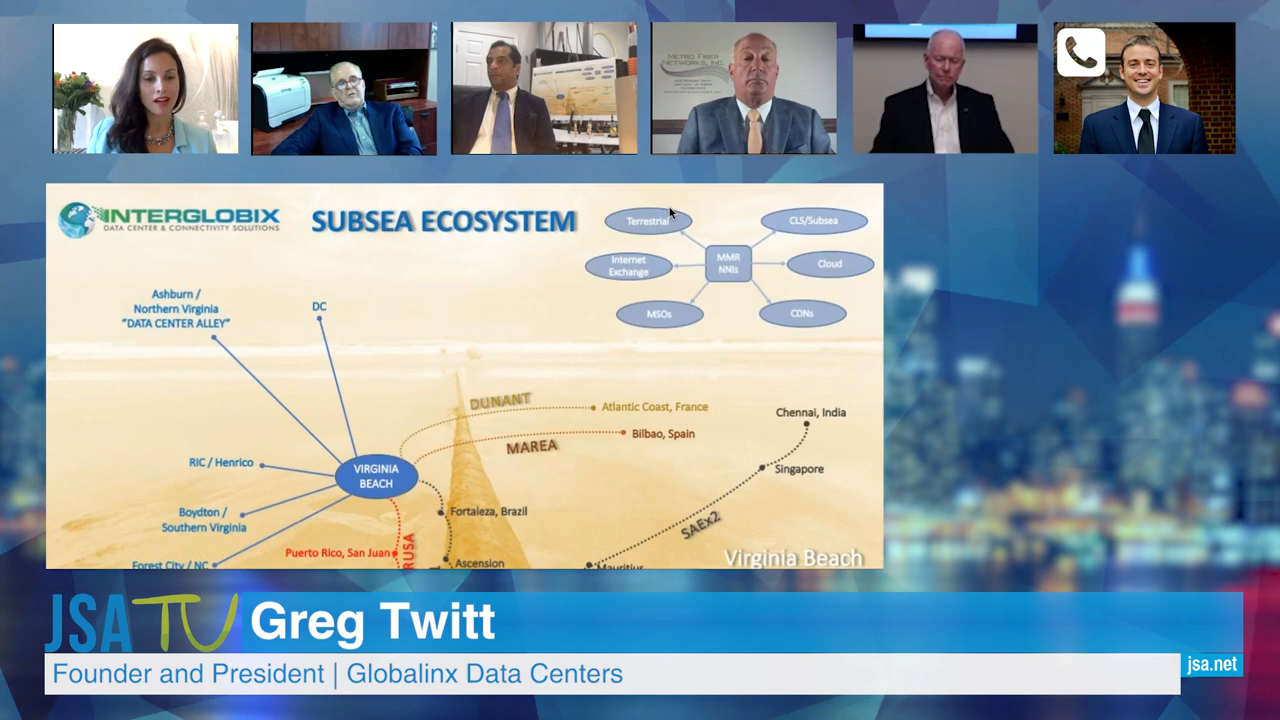 METRO FIBER
NETWORKS, INC.
INTERGLOBIX
DATA CENTER & CONNECTIVITY SOLUTIONS
SUBSEA ECOSYSTEM
Terrestrial
CLS/Subsea
Internet
Exchange
MMR
NNIs
Cloud
MSOs
CDNs
Ashburn /
Northern Virginia
"DATA CENTER ALLEY"
DC
DUNANT
Atlantic Coast, France
MAREA
Bilbao, Spain
Chennai, India
Singapore
RIC / Henrico
VIRGINIA
BEACH
Boydton /
Southern Virginia
Fortaleza, Brazil
SAEx2
Puerto Rico, San Juan
RUSA
Ascension
Mauritius
Forest City / NC
Virginia Beach
JSA TV
Greg Twitt
Founder and President | Globalinx Data Centers
jsa.net